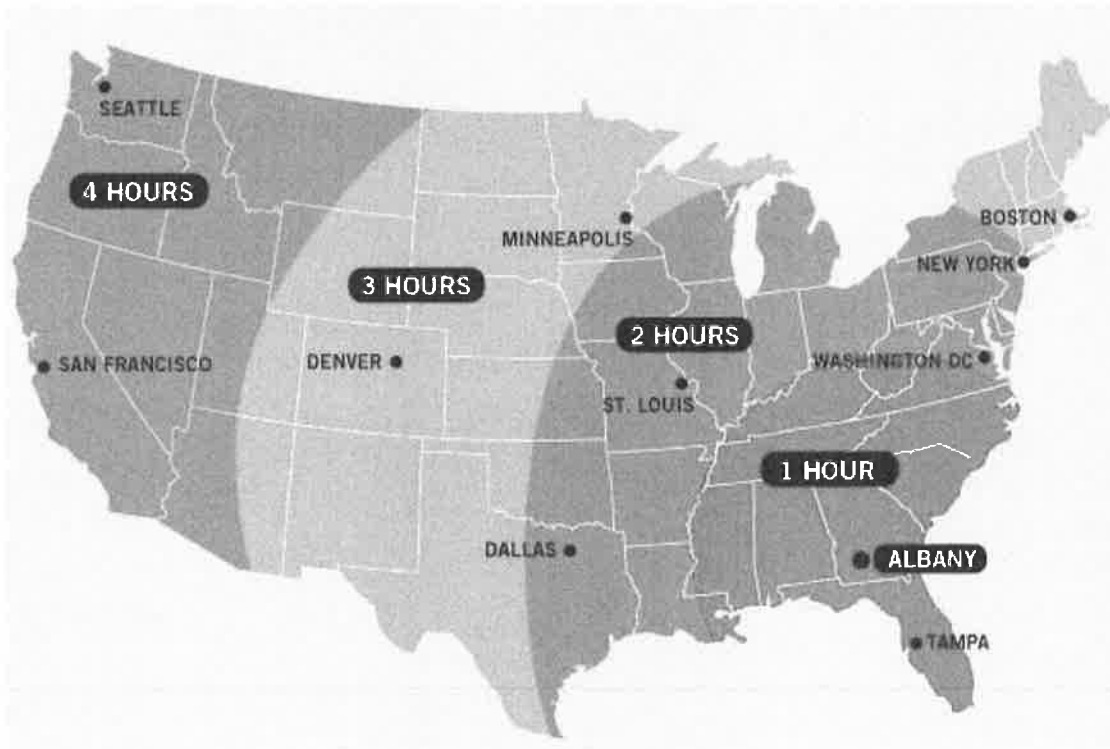 SEATTLE
4 HOURS
BOSTON
MINNEAPOLIS
NEW YORK
3 HOURS
2 HOURS
SAN FRANCISCO
DENVER
WASHINGTON DC
ST. LOUIS
1 HOUR
DALLAS
ALBANY
TAMPA